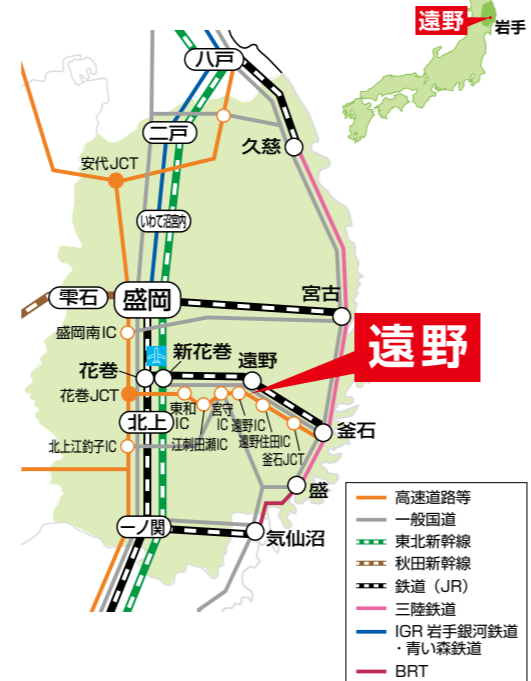 遠野
岩手
八戸
二戸
久慈
安代JCT
いわて沼宮内
雫石
盛岡
宮古
盛岡南IC
遠野
新花巻
花巻
遠野
花巻JCT
東和
IC
宮守
IC
遠野IC
北上
江刺田瀬IC
遠野住田IC
釜石
北上江釣子IC
釜石JCT
盛
一ノ関
気仙沼
高速道路等
一般国道
東北新幹線
秋田新幹線
鉄道（JR）
三陸鉄道
IGR 岩手銀河鉄道
・青い森鉄道
BRT